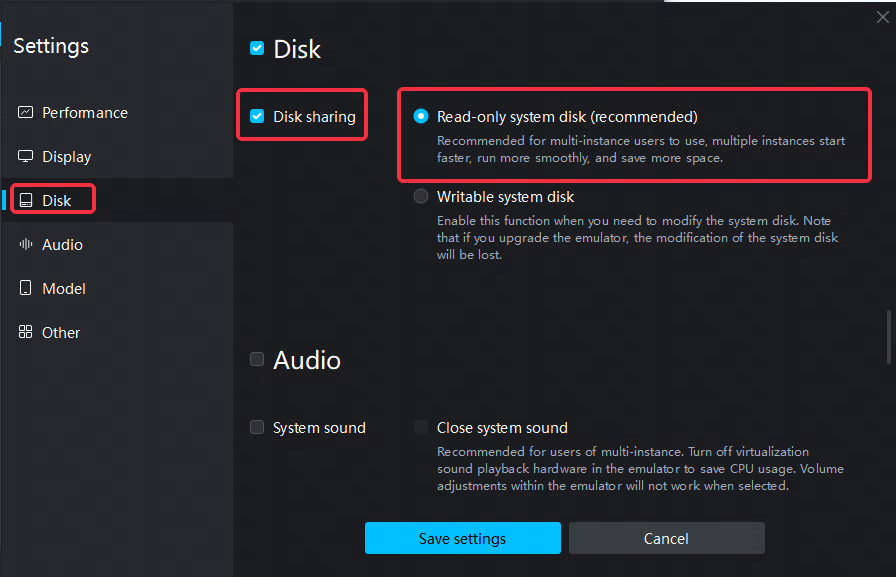 Settings
Performance
Display
Disk
Audio
Model
Other
Disk
Disk sharing
Read-only system disk (recommended)
Recommended for multi-instance users to use, multiple instances start
faster, run more smoothly, and save more space.
Writable system disk
Enable this function when you need to modify the system disk. Note
that if you upgrade the emulator, the modification of the system disk
will be lost.
Audio
System sound
Close system sound
Recommended for users of multi-instance. Turn off virtualization
sound playback hardware in the emulator to save CPU usage. Volume
adjustments within the emulator will not work when selected.
Save settings
Cancel